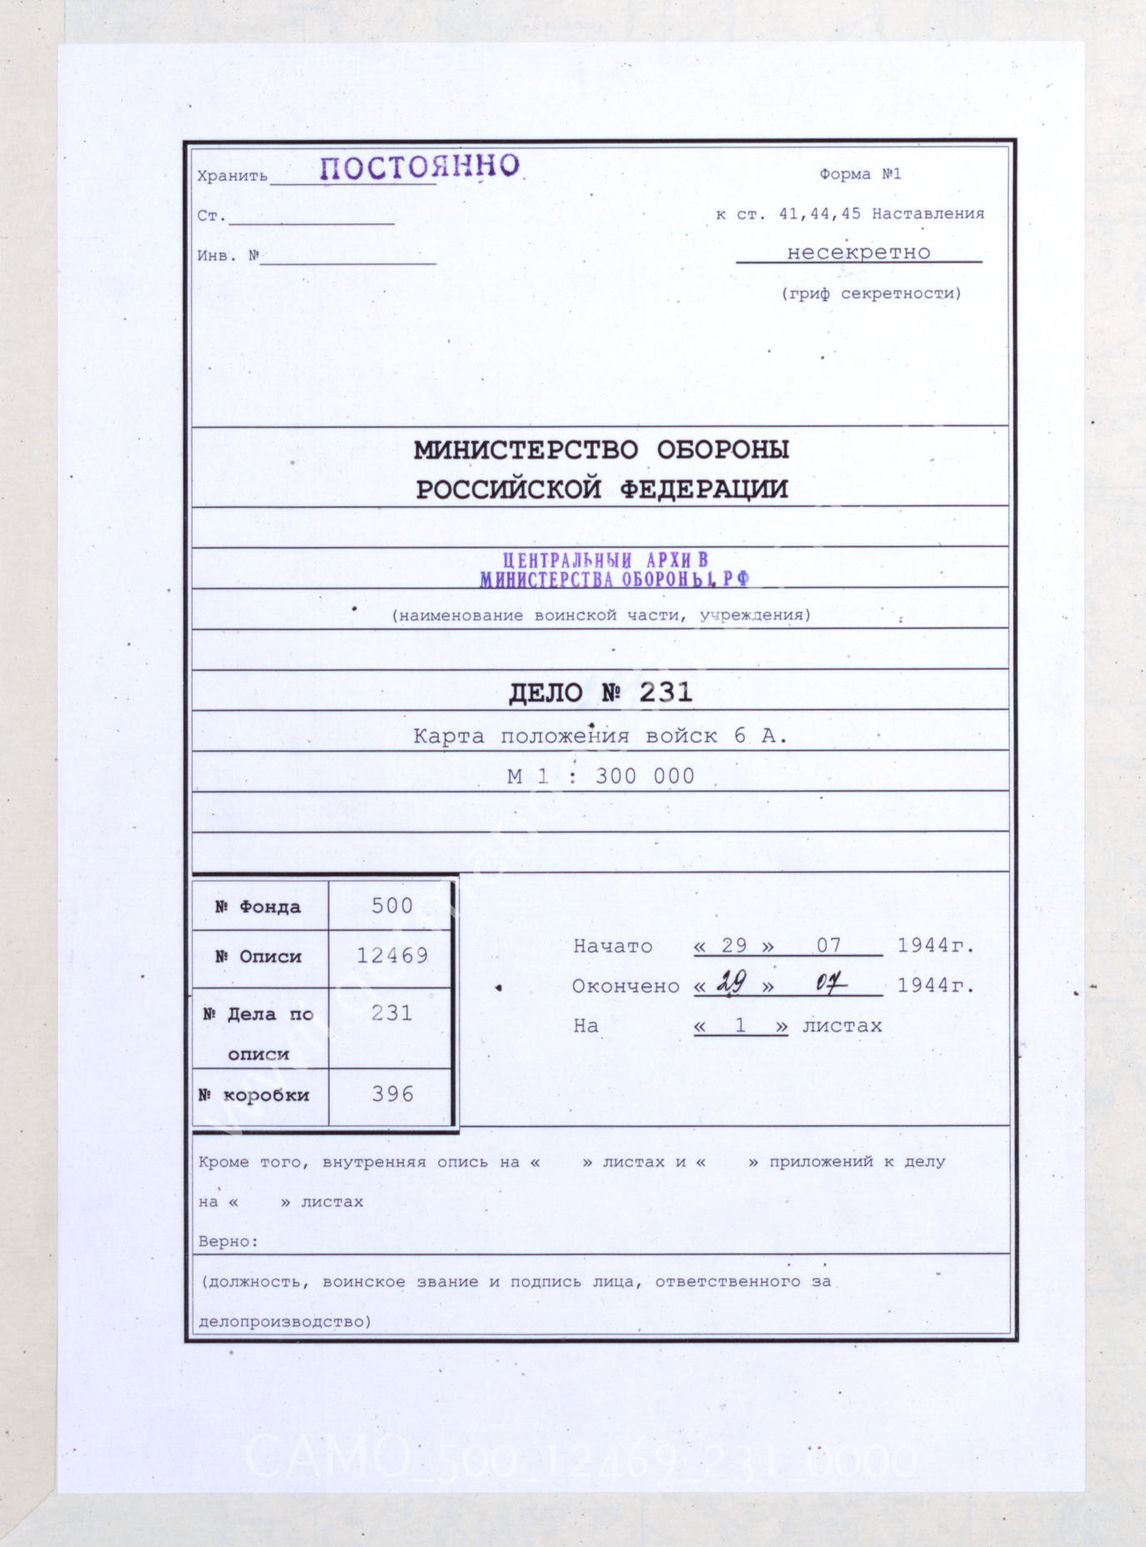 Хранить ПОСТОЯННО
Форма №1
Ст.
к ст. 41,44,45 Наставления
Инв. №
несекретно
(гриф секретности)
МИНИСТЕРСТВО ОБОРОНЫ
РОССИЙСКОЙ ФЕДЕРАЦИИ
ЦЕНТРАЛЬНЫЙ АРХИВ
МИНИСТЕРСТВА ОБОРОНЫ РФ
(наименование воинской части, учреждения)
ДЕЛО № 231
Карта положения войск 6 А.
М 1 : 300 000
№ Фонда 500
№ Описи 12469
№ Дела по описи 231
№ коробки 396
Начато « 29 » 07 1944г.
Окончено « 29 » 07 1944г.
На « 1 » листах
Кроме того, внутренняя опись на « » листах и « » приложений к делу
на « » листах
Верно:
(должность, воинское звание и подпись лица, ответственного за
делопроизводство)
CAMO_500_12469_231_0000